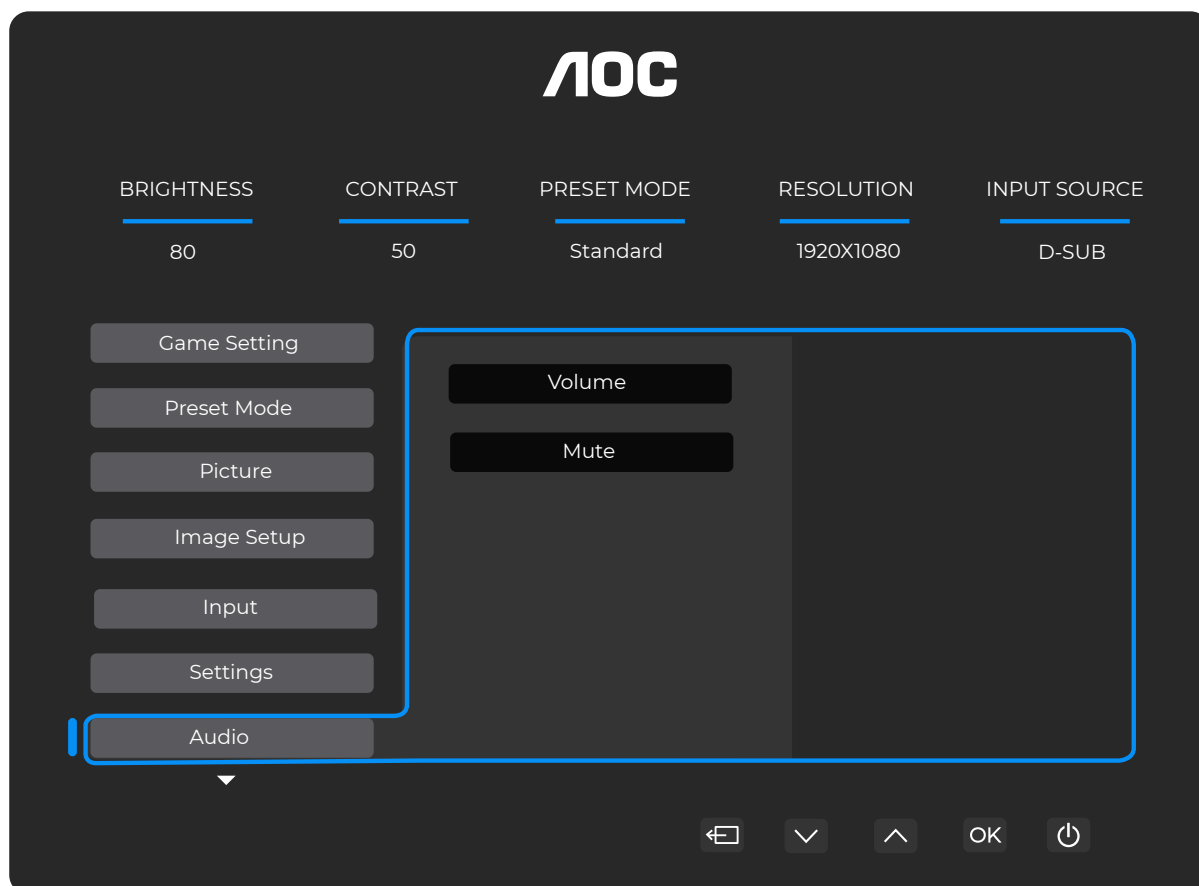 AOC
BRIGHTNESS CONTRAST PRESET MODE RESOLUTION INPUT SOURCE
80 50 Standard 1920X1080 D-SUB
Game Setting
Preset Mode
Picture
Image Setup
Input
Settings
Audio
Volume
Mute
OK